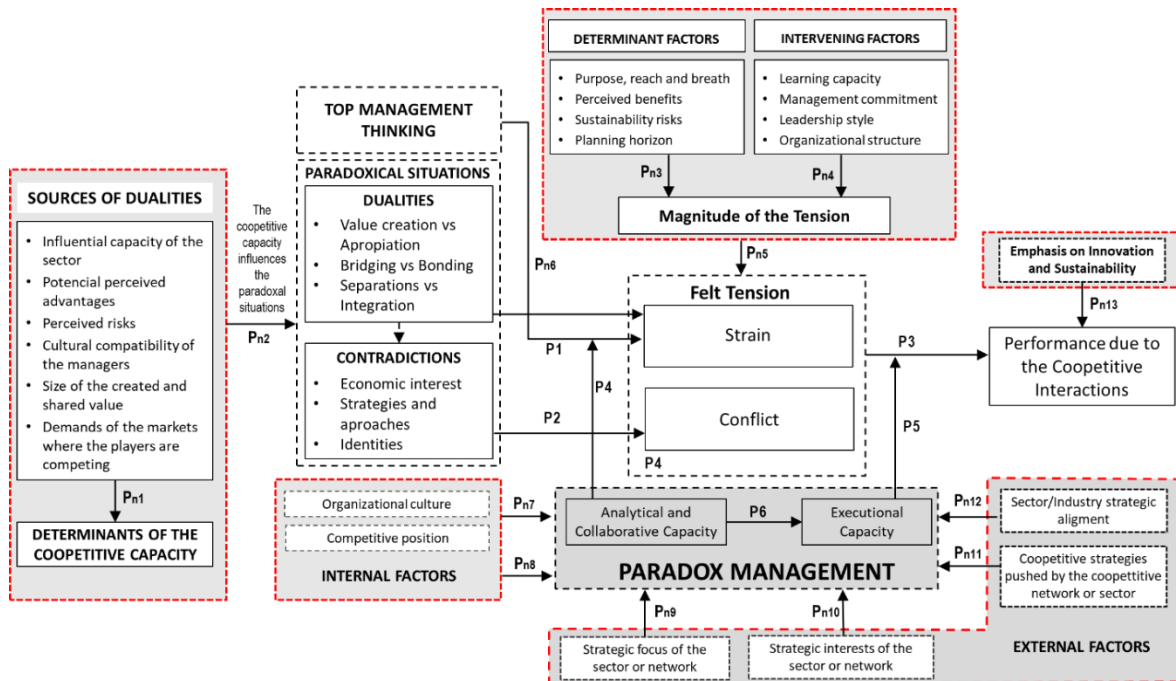 DETERMINANT FACTORS
INTERVENING FACTORS
• Purpose, reach and breath
• Perceived benefits
• Sustainability risks
• Planning horizon
• Learning capacity
• Management commitment
• Leadership style
• Organizational structure
Pn3
Pn4
Magnitude of the Tension
Pn5
TOP MANAGEMENT
THINKING
PARADOXICAL SITUATIONS
DUALITIES
• Value creation vs
Apropiation
• Bridging vs Bonding
• Separations vs
Integration
CONTRADICTIONS
• Economic interest
• Strategies and
aproaches
• Identities
SOURCES OF DUALITIES
• Influential capacity of the
sector
• Potencial perceived
advantages
• Perceived risks
• Cultural compatibility of
the managers
• Size of the created and
shared value
• Demands of the markets
where the players are
competing
Pn1
DETERMINANTS OF THE
COOPETITIVE CAPACITY
The
coopetitive
capacity
influences
the
paradoxal
situations
Pn2
Pn6
P1
P4
P2
Felt Tension
Strain
Conflict
P4
P3
P5
Emphasis on Innovation
and Sustainability
Pn13
Performance due to
the Coopetitive
Interactions
Organizational culture
Competitive position
INTERNAL FACTORS
Pn7
Pn8
Analytical and
Collaborative Capacity
P6
Executional
Capacity
PARADOX MANAGEMENT
Pn9
Pn10
Pn12
Pn11
Sector/Industry strategic
aligment
Coopetitive strategies
pushed by the coopettitive
network or sector
EXTERNAL FACTORS
Strategic focus of the
sector or network
Strategic interests of the
sector or network